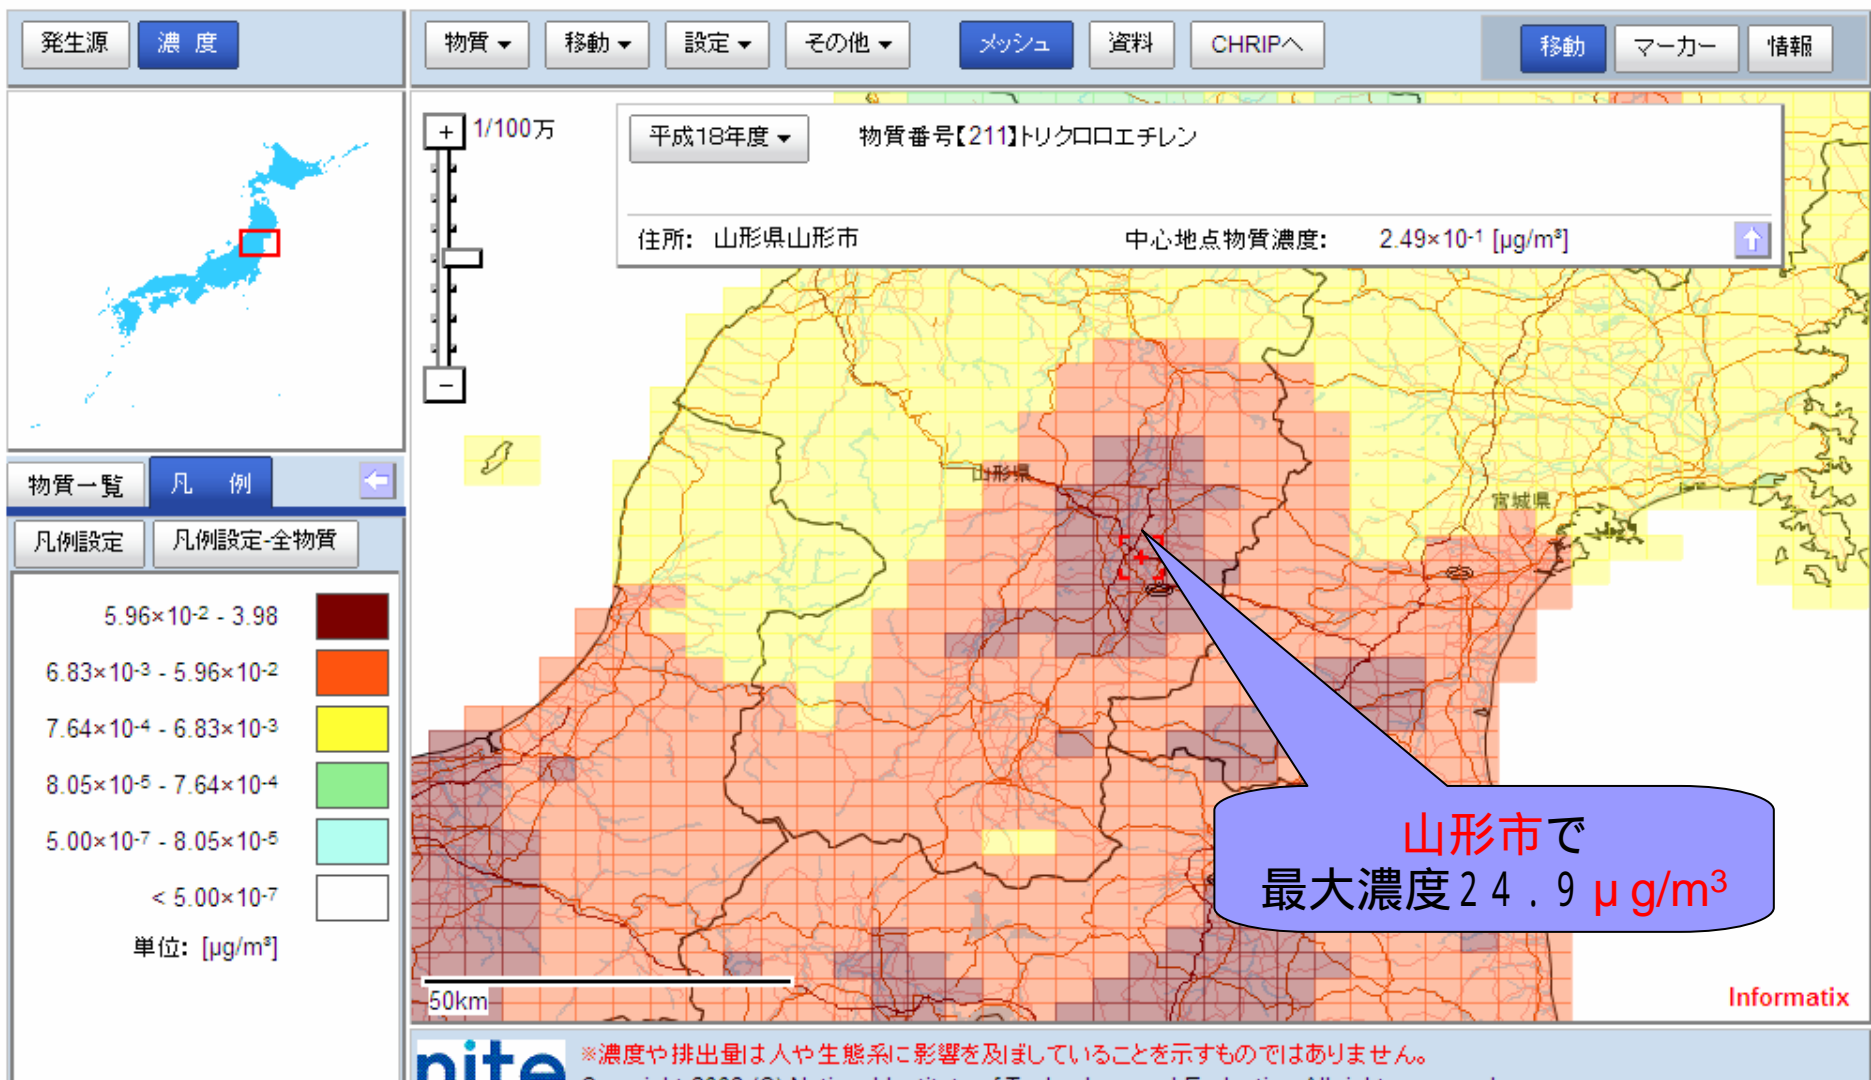 発生源 濃 度 物質 移動 設定 その他 メッシュ 資料 CHRIPへ 移動 マーカー 情報
+ 1/100万
平成18年度 物質番号【211】トリクロロエチレン
住所: 山形県山形市 中心地点物質濃度: 2.49×10-1 [μg/m³]
−
山形県
宮城県
物質一覧 凡 例
凡例設定 凡例設定-全物質
5.96×10-2 - 3.98
6.83×10-3 - 5.96×10-2
7.64×10-4 - 6.83×10-3
8.05×10-5 - 7.64×10-4
5.00×10-7 - 8.05×10-5
< 5.00×10-7
単位: [μg/m³]
山形市で
最大濃度24.9 μg/m3
50km
Informatix
nite
※濃度や排出量は人や生態系に影響を及ぼしていることを示すものではありません。